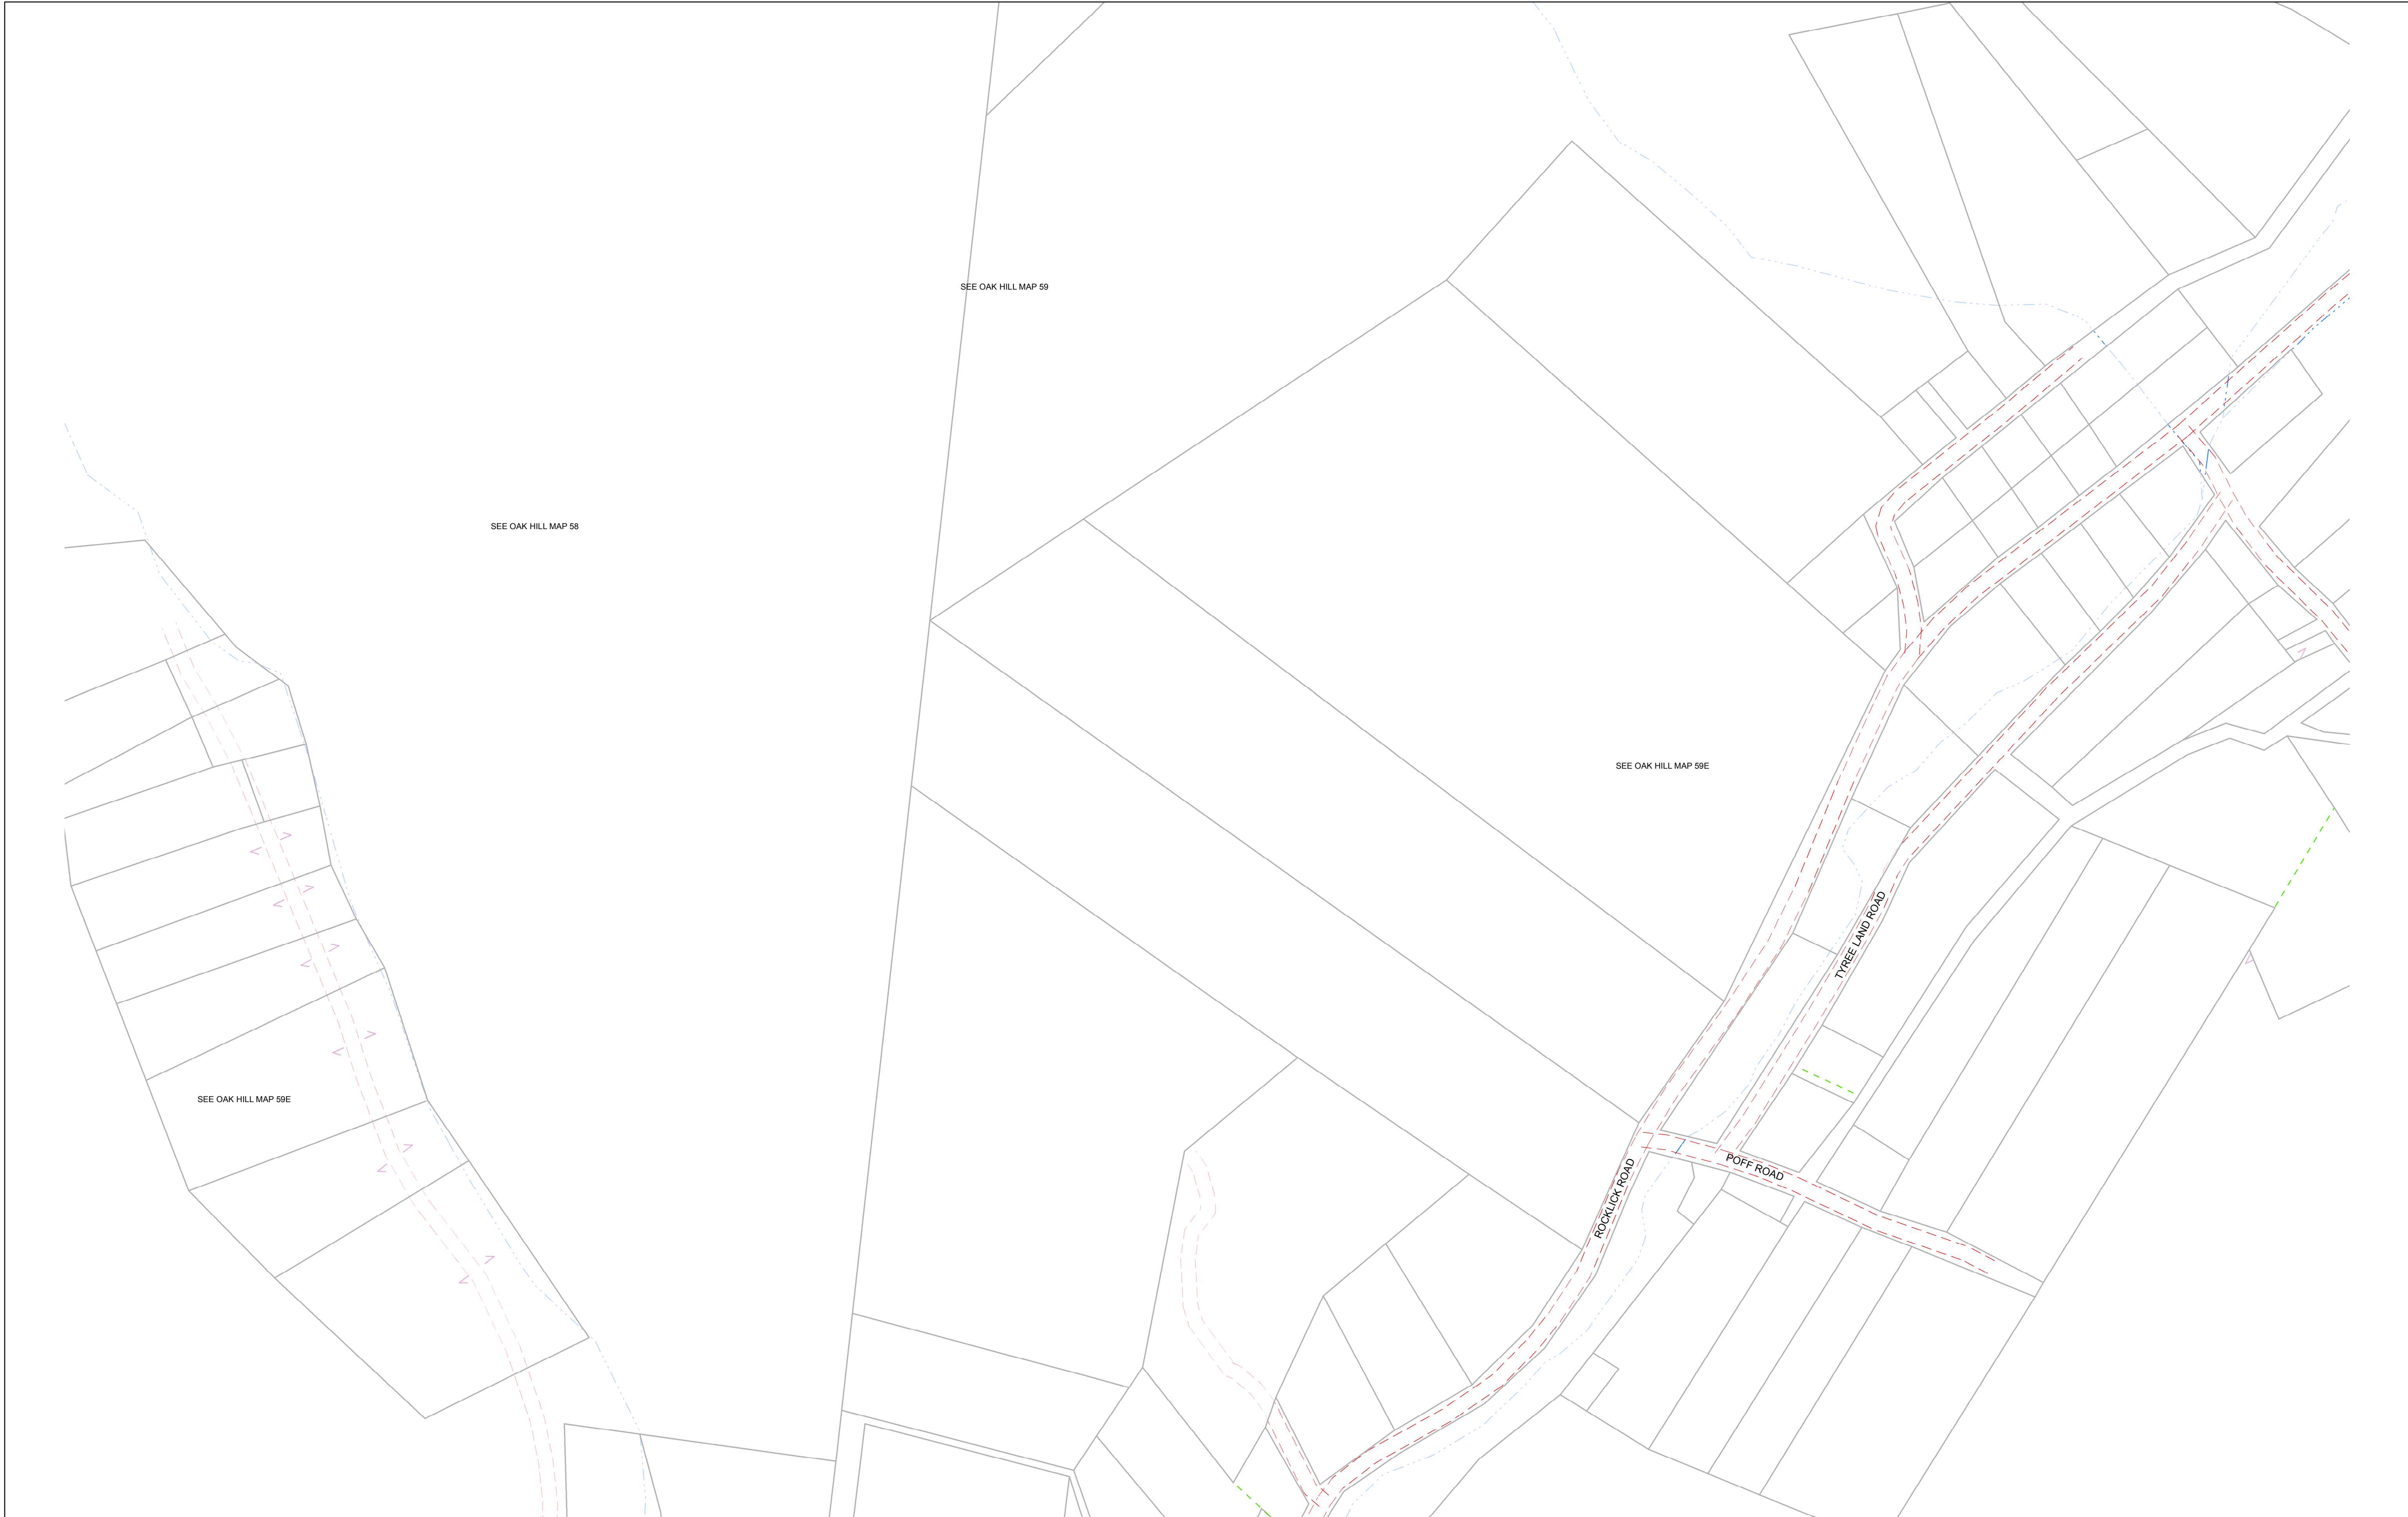 SEE OAK HILL MAP 59
SEE OAK HILL MAP 58
SEE OAK HILL MAP 59E
TYREE LAND ROAD
SEE OAK HILL MAP 59E
POFF ROAD
ROCKLICK ROAD